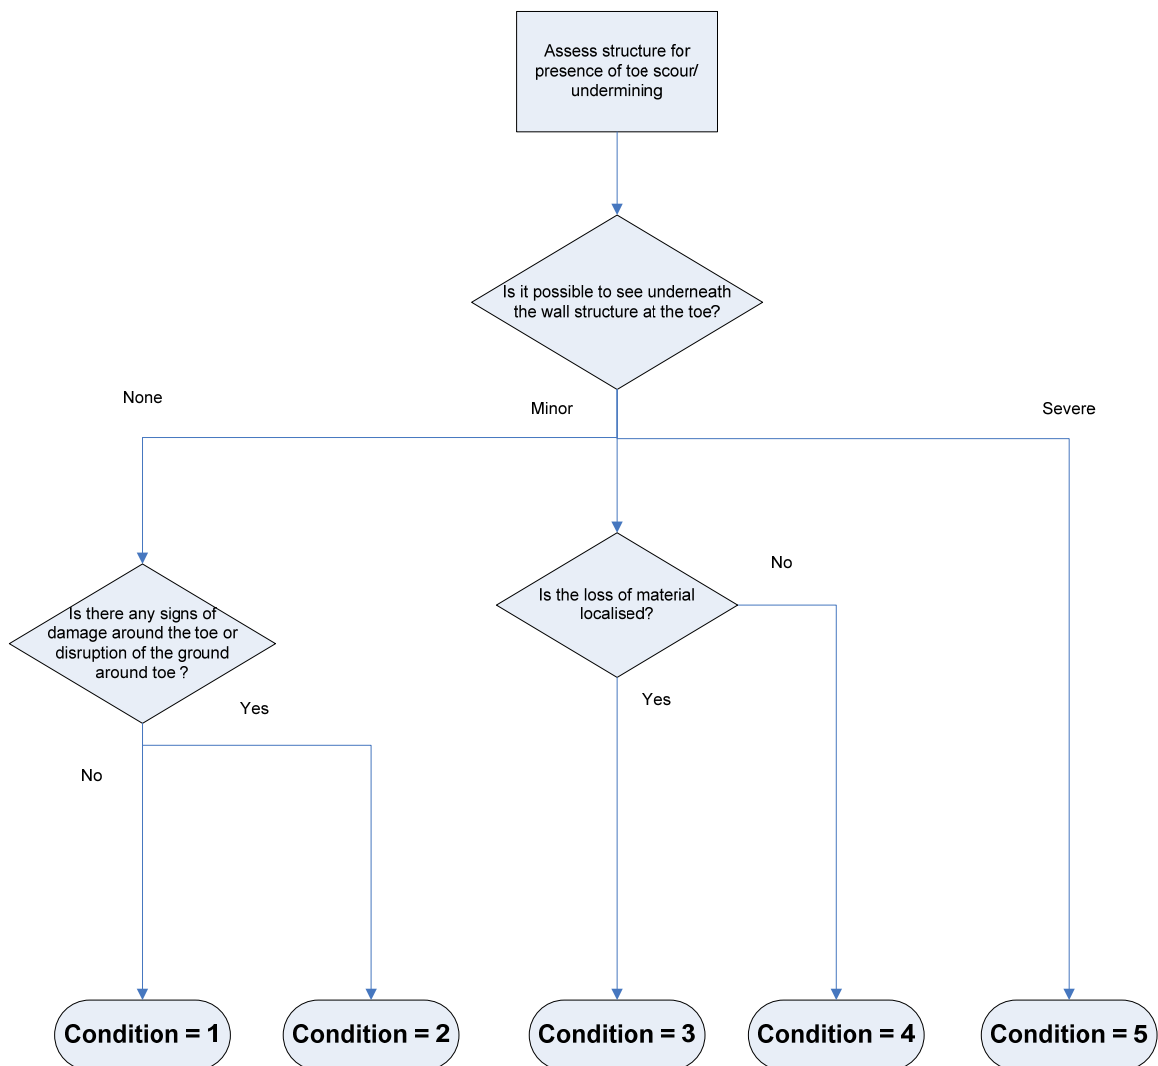 Assess structure for
presence of toe scour/
undermining
Is it possible to see underneath
the wall structure at the toe?
None
Minor
Severe
Is the loss of material
localised?
No
Is there any signs of
damage around the toe or
disruption of the ground
around toe ?
Yes
Yes
No
Condition = 1
Condition = 2
Condition = 3
Condition = 4
Condition = 5